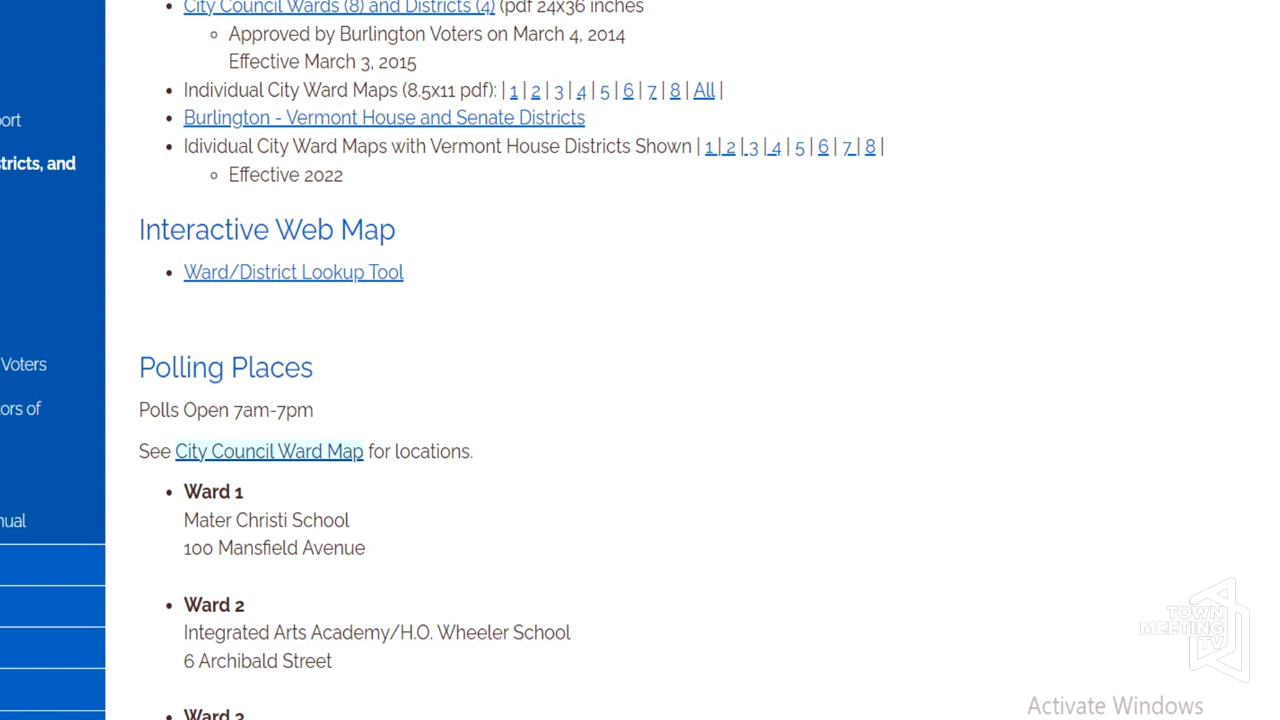 City Council Wards (8) and Districts (4) (pdf 24x36 inches
Approved by Burlington Voters on March 4, 2014
Effective March 3, 2015
Individual City Ward Maps (8.5x11 pdf): | 1 | 2 | 3 | 4 | 5 | 6 | 7 | 8 | All |
ort
Burlington - Vermont House and Senate Districts
Idividual City Ward Maps with Vermont House Districts Shown | 1 | 2 | 3 | 4 | 5 | 6 | 7 | 8 |
tricts, and
Effective 2022
Interactive Web Map
Ward/District Lookup Tool
Voters
Polling Places
tors of
Polls Open 7am-7pm
See City Council Ward Map for locations.
Ward 1
nual
Mater Christi School
100 Mansfield Avenue
Ward 2
Integrated Arts Academy/H.O. Wheeler School
6 Archibald Street
Ward 3
TOWN
MEETING
TV
Activate Windows